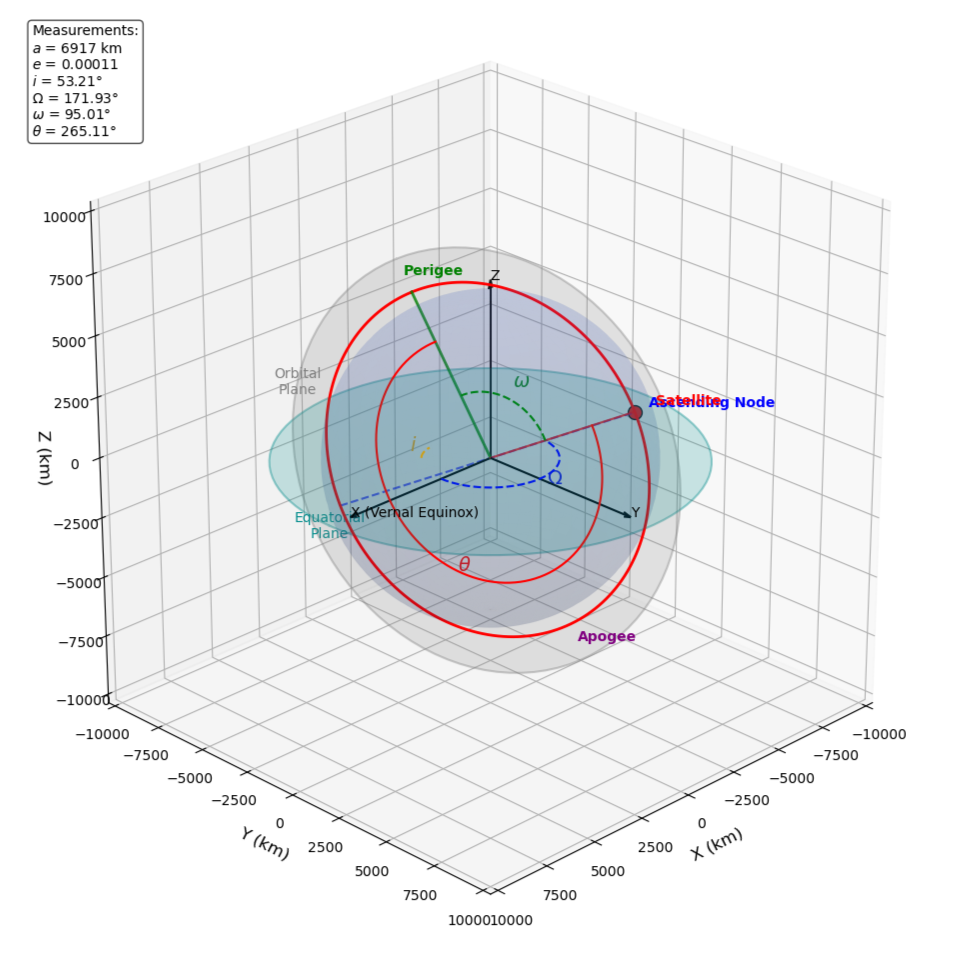 Measurements:
a = 6917 km
e = 0.00011
i = 53.21°
Ω = 171.93°
ω = 95.01°
θ = 265.11°
Perigee
Z
Orbital
Plane
ω
Satellite
Ascending Node
i
Ω
X (Vernal Equinox)
Y
Equatorial
Plane
θ
Apogee
Z (km)
10000
7500
5000
2500
0
−2500
−5000
−7500
−10000
Y (km)
−10000
−7500
−5000
−2500
0
2500
5000
7500
10000
X (km)
−10000
−7500
−5000
−2500
0
2500
5000
7500
10000